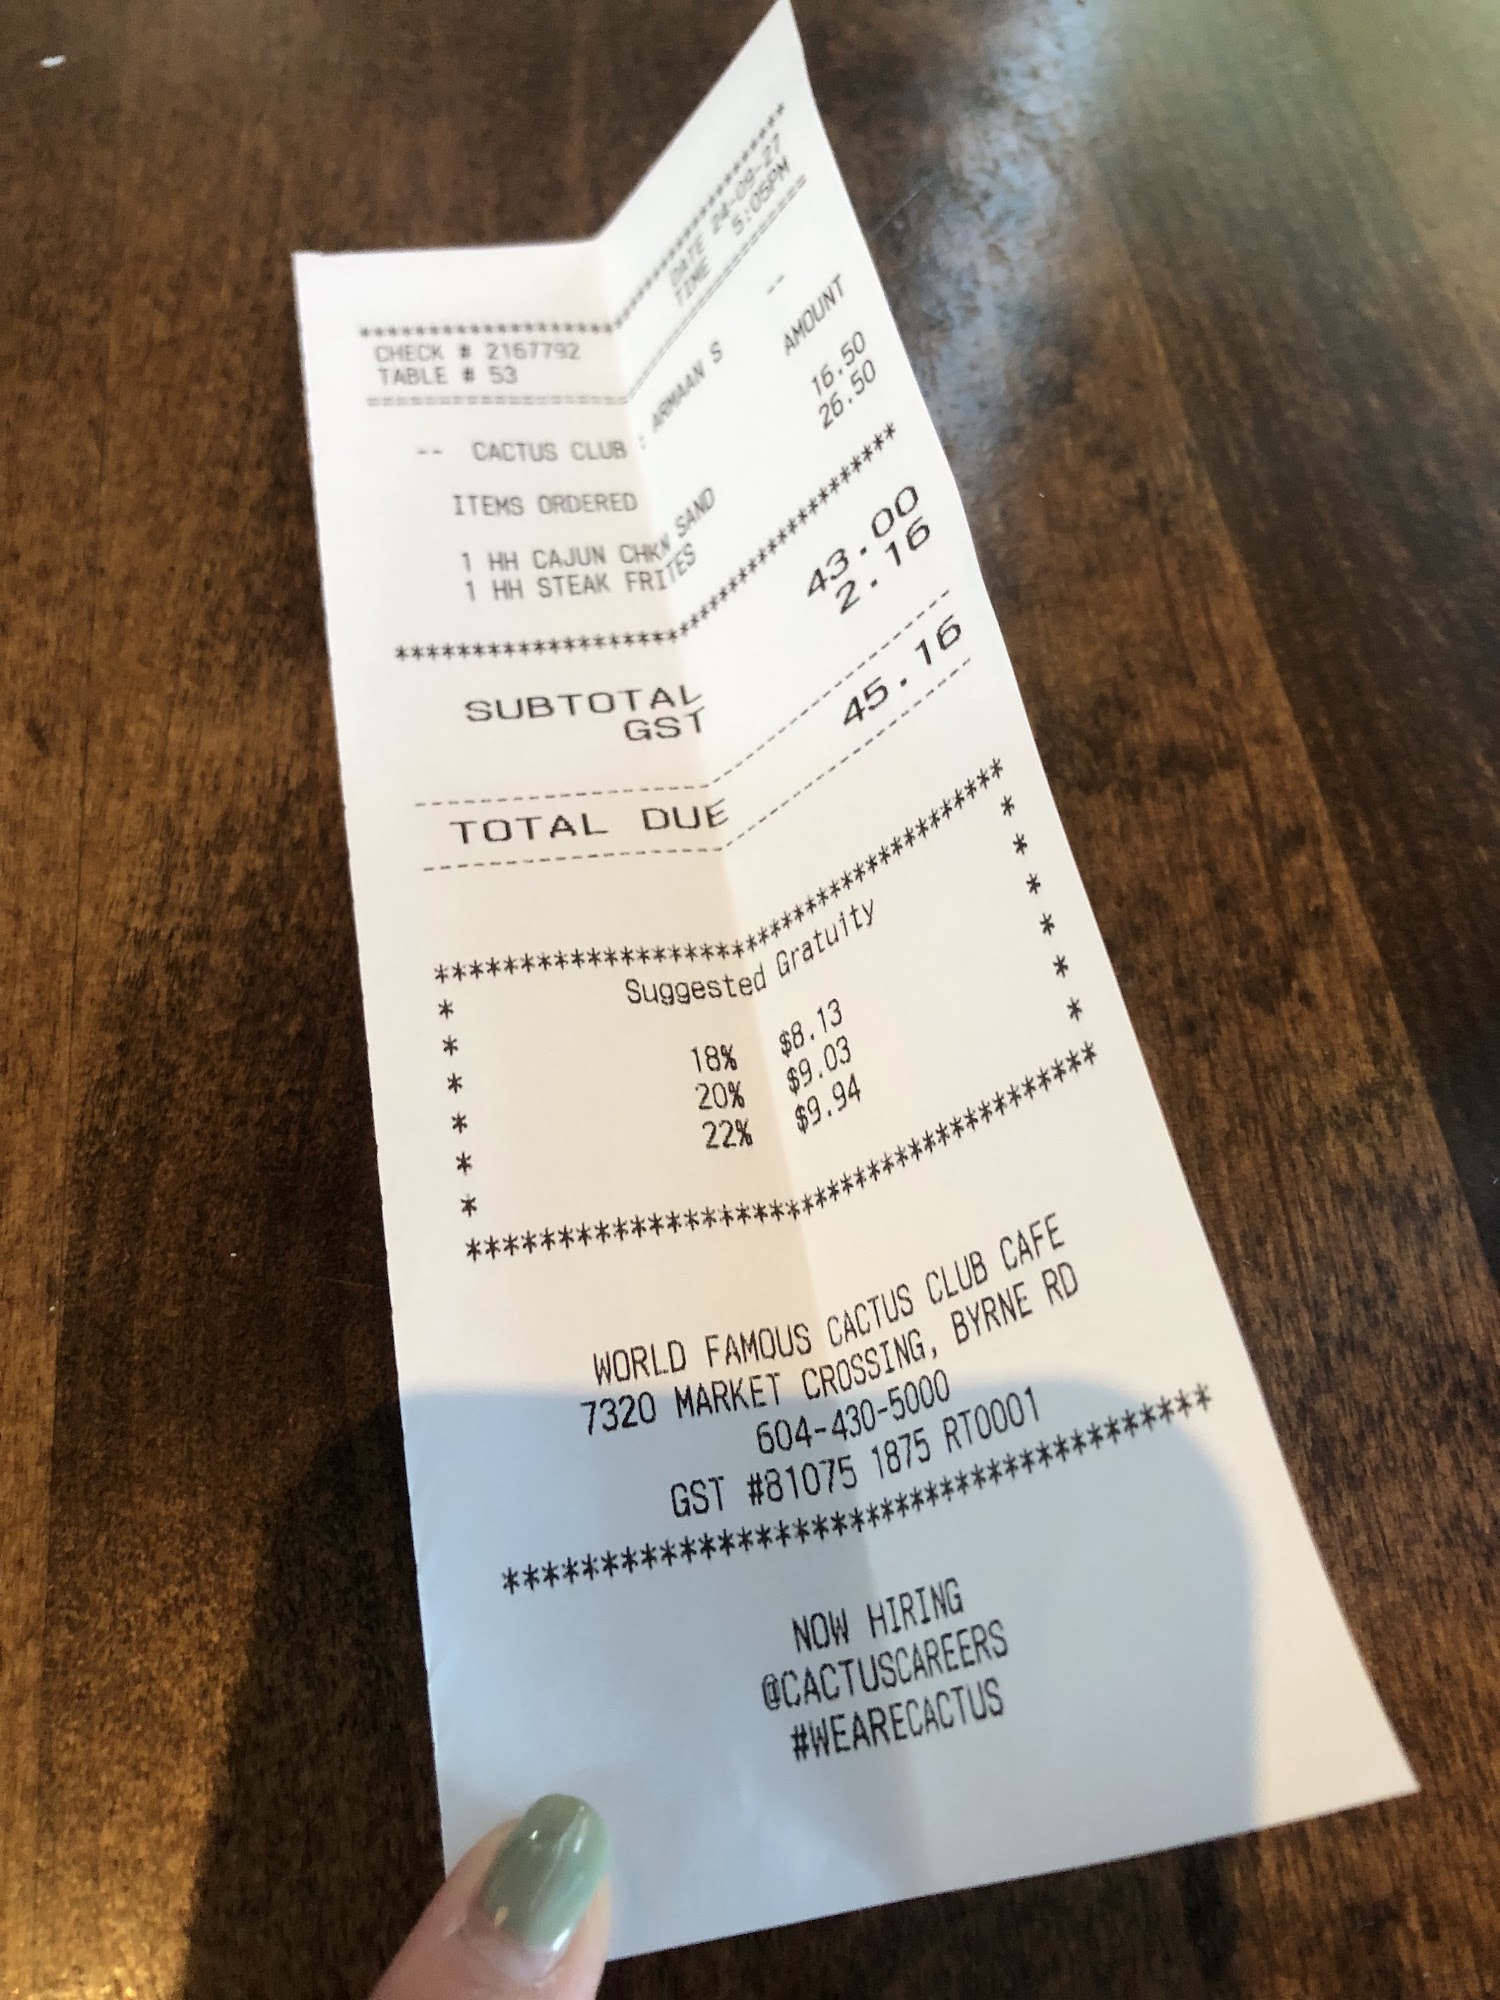 ****************************************
CHECK # 2167792 DATE 24-09-27
TABLE # 53 TIME 5:05PM
========================================
-- CACTUS CLUB : ARMAAN S --
ITEMS ORDERED AMOUNT
1 HH CAJUN CHKN SAND 16.50
1 HH STEAK FRITES 26.50
****************************************
SUBTOTAL 43.00
GST 2.16
----------------------------------------
TOTAL DUE 45.16
----------------------------------------
****************************************
* Suggested Gratuity *
* 18% $8.13 *
* 20% $9.03 *
* 22% $9.94 *
****************************************
WORLD FAMOUS CACTUS CLUB CAFE
7320 MARKET CROSSING, BYRNE RD
604-430-5000
GST #81075 1875 RT0001
****************************************
NOW HIRING
@CACTUSCAREERS
#WEARECACTUS